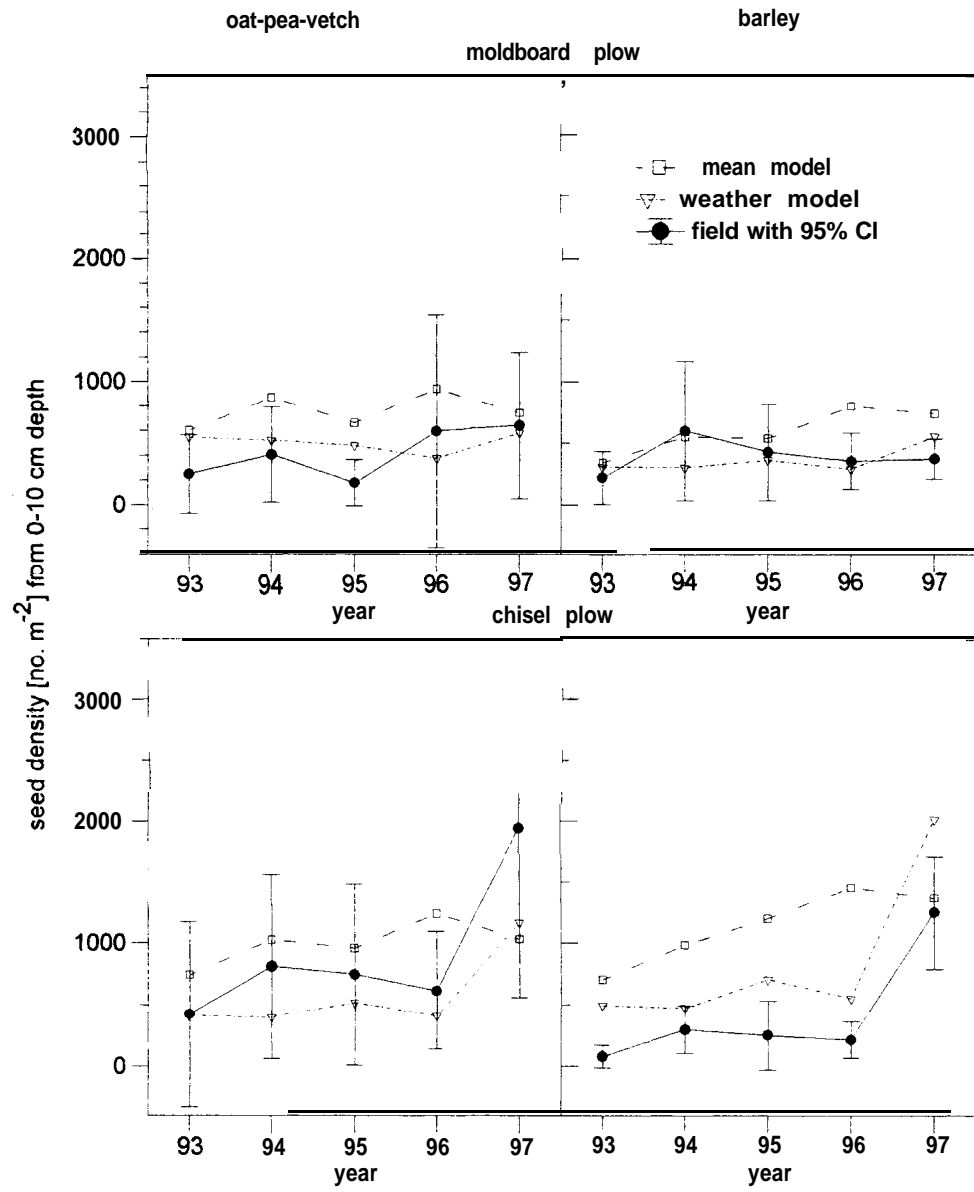 oat-pea-vetch barley
moldboard plow
3000
2000
1000
0
mean model
weather model
field with 95% CI
93 94 95 96 97 93 94 95 96 97
year year
chisel plow
seed density [no. m-2] from 0-10 cm depth
3000
2000
1000
0
93 94 95 96 97 93 94 95 96 97
year year